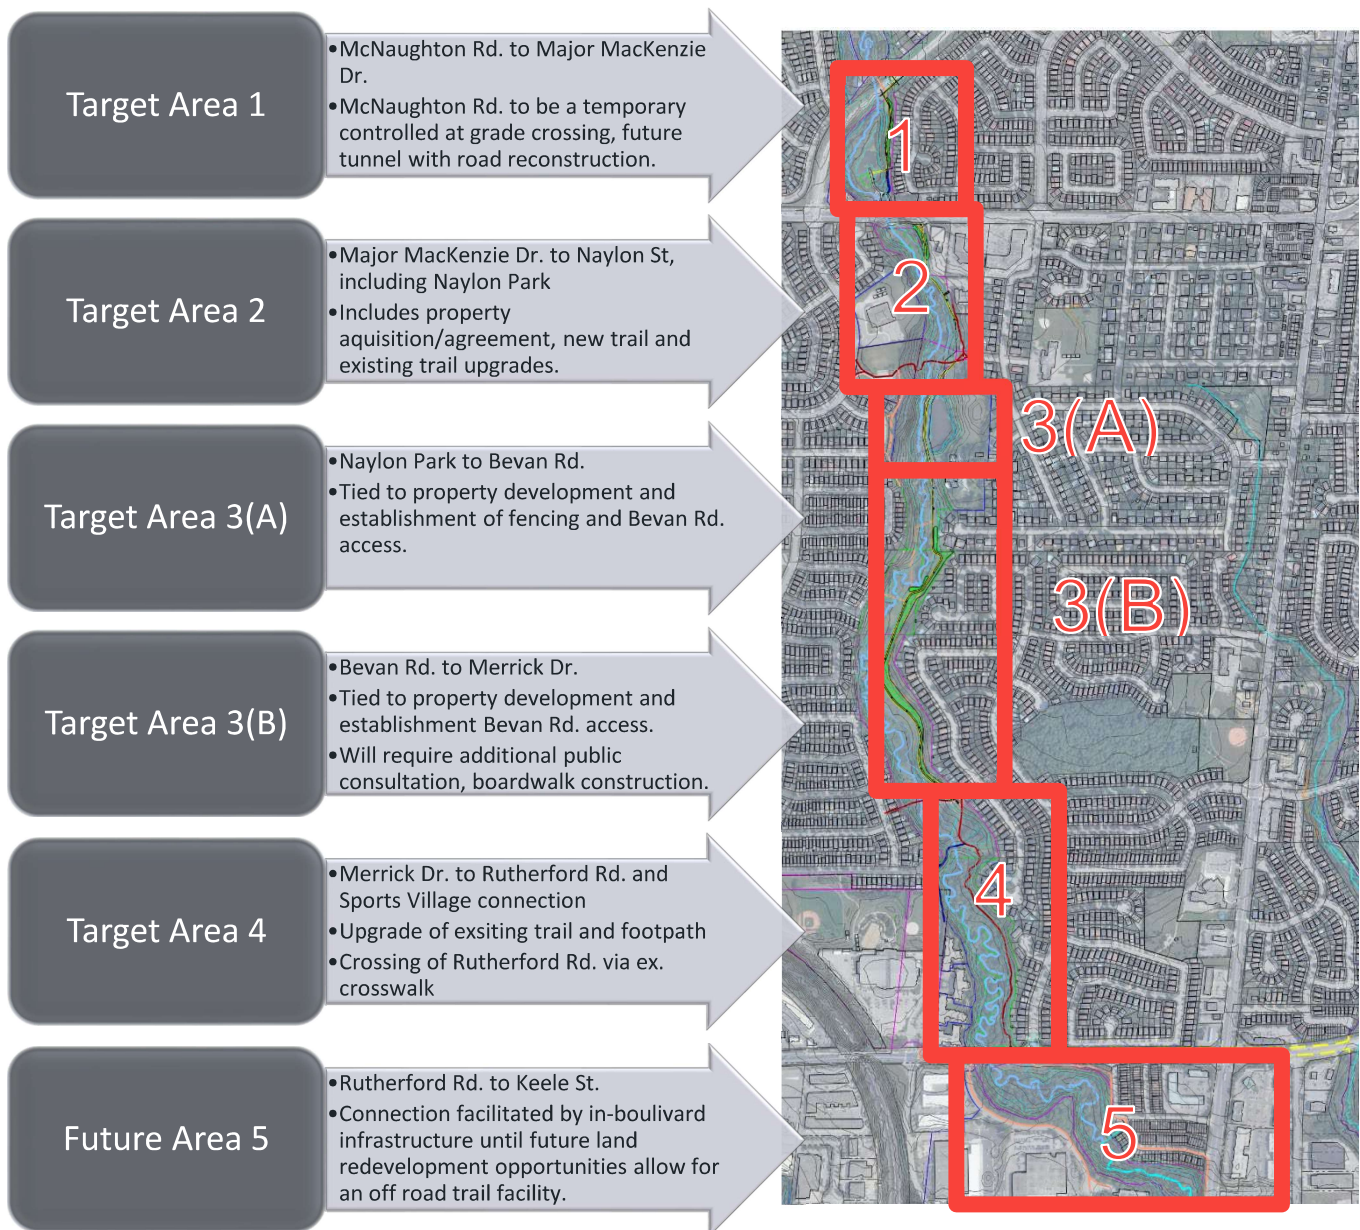 Target Area 1
•McNaughton Rd. to Major MacKenzie
Dr.
•McNaughton Rd. to be a temporary
controlled at grade crossing, future
tunnel with road reconstruction.
Target Area 2
•Major MacKenzie Dr. to Naylon St,
including Naylon Park
•Includes property
aquisition/agreement, new trail and
existing trail upgrades.
Target Area 3(A)
•Naylon Park to Bevan Rd.
•Tied to property development and
establishment of fencing and Bevan Rd.
access.
Target Area 3(B)
•Bevan Rd. to Merrick Dr.
•Tied to property development and
establishment Bevan Rd. access.
•Will require additional public
consultation, boardwalk construction.
Target Area 4
•Merrick Dr. to Rutherford Rd. and
Sports Village connection
•Upgrade of exsiting trail and footpath
•Crossing of Rutherford Rd. via ex.
crosswalk
Future Area 5
•Rutherford Rd. to Keele St.
•Connection facilitated by in-boulivard
infrastructure until future land
redevelopment opportunities allow for
an off road trail facility.
1
2
3(A)
3(B)
4
5